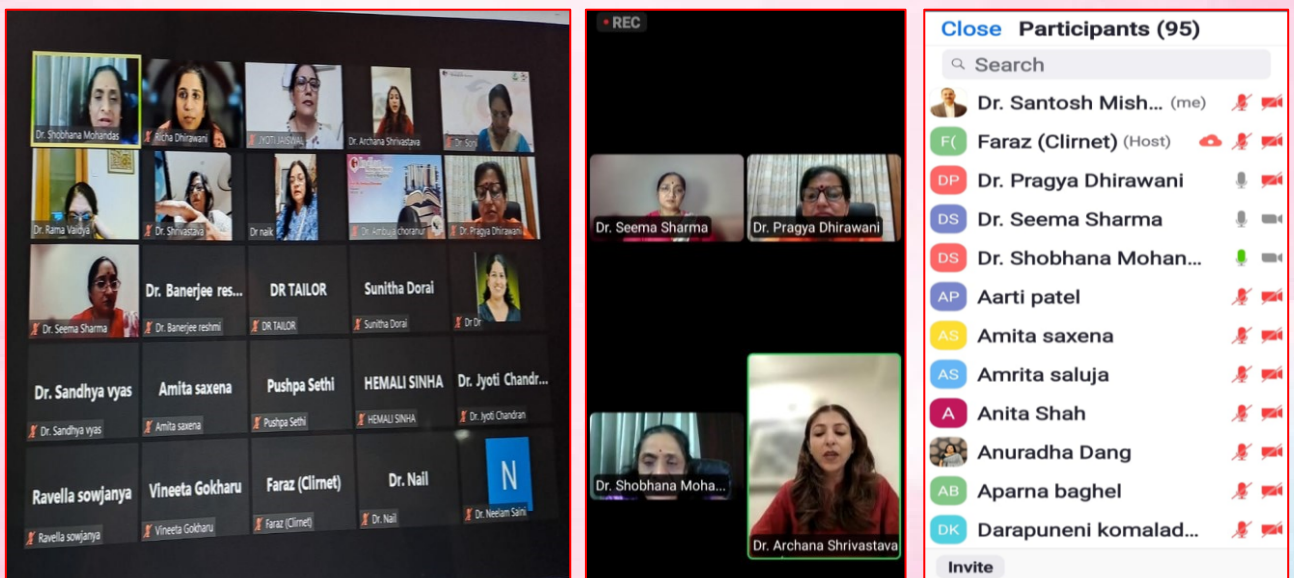 Dr. Shobhana Mohandas
Richa Dhirawani
JYOTI JAISWAL
Dr. Archana Shrivastava
Dr. Soni
Dr. Rama Vaidya
Dr. Shrivastava
Dr naik
Dr. Ambuja choranur
Dr. Pragya Dhirawani
Dr. Seema Sharma
Dr. Banerjee res...
Dr. Banerjee reshmi
DR TAILOR
DR TAILOR
Sunitha Dorai
Sunitha Dorai
Dr Dr
Dr. Sandhya vyas
Dr. Sandhya vyas
Amita saxena
Amita saxena
Pushpa Sethi
Pushpa Sethi
HEMALI SINHA
HEMALI SINHA
Dr. Jyoti Chandr...
Dr. Jyoti Chandran
Ravella sowjanya
Ravella sowjanya
Vineeta Gokharu
Vineeta Gokharu
Faraz (Clirnet)
Faraz (Clirnet)
Dr. Nail
Dr. Nail
N
Dr. Neelam Saini
REC
Dr. Seema Sharma
Dr. Pragya Dhirawani
Dr. Shobhana Moha...
Dr. Archana Shrivastava
Close Participants (95)
Search
Dr. Santosh Mish... (me)
F( Faraz (Clirnet) (Host)
DP Dr. Pragya Dhirawani
DS Dr. Seema Sharma
DS Dr. Shobhana Mohan...
AP Aarti patel
AS Amita saxena
AS Amrita saluja
A Anita Shah
Anuradha Dang
AB Aparna baghel
DK Darapuneni komalad...
Invite